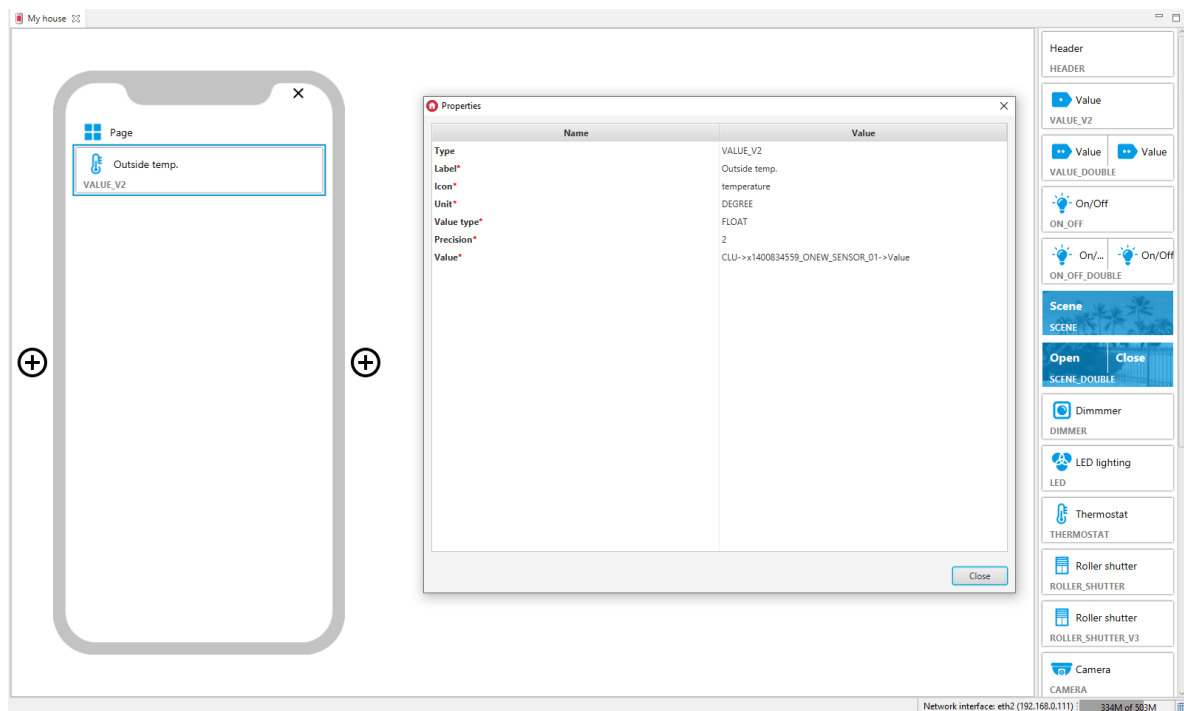 My house
Page
Outside temp.
VALUE_V2
Properties
Name Value
Type VALUE_V2
Label* Outside temp.
Icon* temperature
Unit* DEGREE
Value type* FLOAT
Precision* 2
Value* CLU->x1400834559_ONEW_SENSOR_01->Value
Close
Header
HEADER
Value
VALUE_V2
Value Value
VALUE_DOUBLE
On/Off
ON_OFF
On/... On/Off
ON_OFF_DOUBLE
Scene
SCENE
Open Close
SCENE_DOUBLE
Dimmmer
DIMMER
LED lighting
LED
Thermostat
THERMOSTAT
Roller shutter
ROLLER_SHUTTER
Roller shutter
ROLLER_SHUTTER_V3
Camera
CAMERA
Network interface: eth2 (192.168.0.111) 334M of 503M